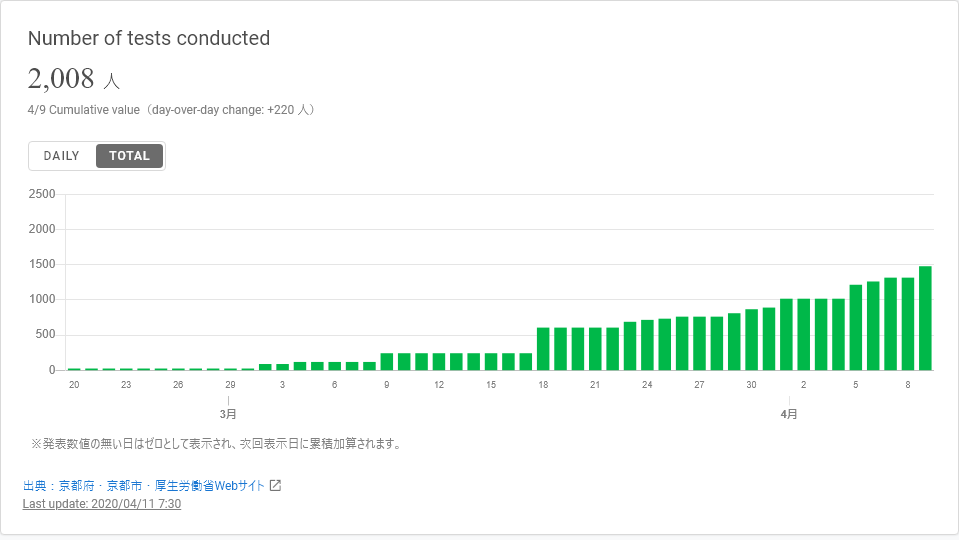 Number of tests conducted
2,008 人
4/9 Cumulative value（day-over-day change: +220 人）
DAILY TOTAL
2500
2000
1500
1000
500
0
20 23 26 29 3 6 9 12 15 18 21 24 27 30 2 5 8
3月 4月
※発表数値の無い日はゼロとして表示され、次回表示日に累積加算されます。
出典：京都府・京都市・厚生労働省Webサイト
Last update: 2020/04/11 7:30